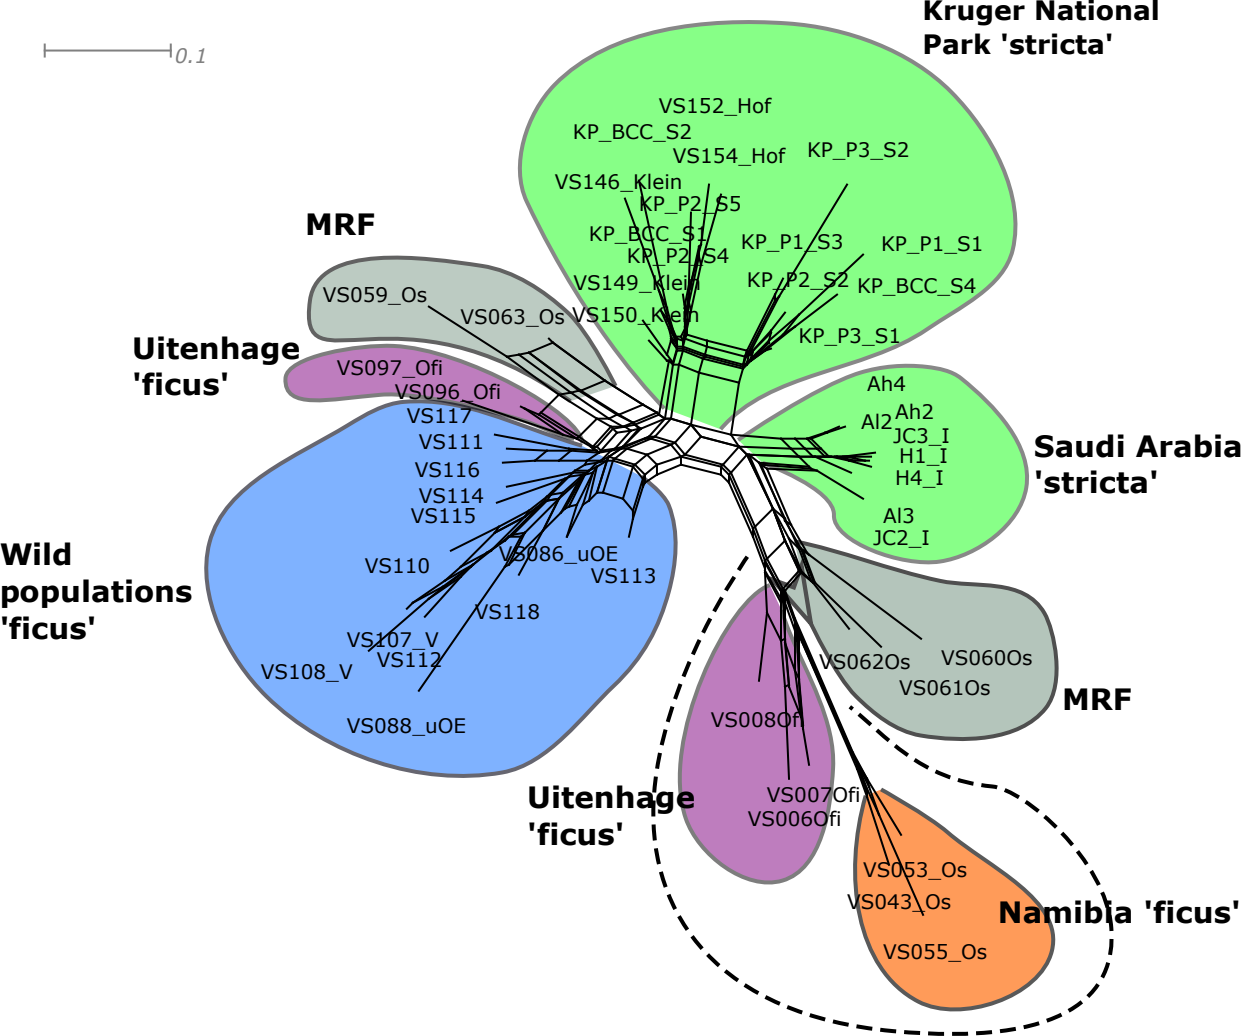 Kruger National
Park 'stricta'
0.1
VS152_Hof
KP_BCC_S2
VS154_Hof
KP_P3_S2
VS146_Klein
KP_P2_S5
MRF
KP_BCC_S1
KP_P1_S3
KP_P1_S1
KP_P2_S4
VS149_Klein
KP_P2_S2
KP_BCC_S4
VS059_Os
VS063_Os
VS150_Klein
KP_P3_S1
Uitenhage
'ficus'
VS097_Ofi
VS096_Ofi
Ah4
Ah2
Al2
VS117
VS111
JC3_I
H1_I
H4_I
Saudi Arabia
'stricta'
VS116
VS114
VS115
Al3
JC2_I
Wild
populations
'ficus'
VS086_uOE
VS110
VS113
VS118
VS107_V
VS112
VS108_V
VS062Os
VS060Os
VS061Os
MRF
VS088_uOE
VS008Ofi
Uitenhage
'ficus'
VS007Ofi
VS006Ofi
VS053_Os
VS043_Os
Namibia 'ficus'
VS055_Os